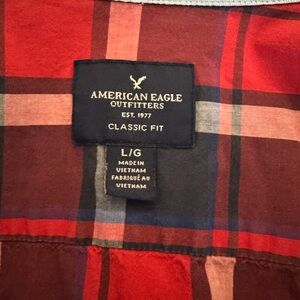 AMERICAN EAGLE
OUTFITTERS
EST. 1977
CLASSIC FIT
L/G
MADE IN
VIETNAM
FABRIQUÉ AU
VIETNAM